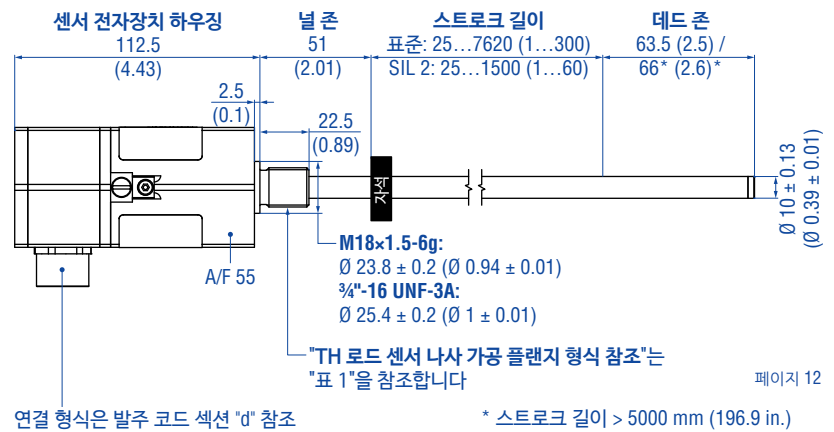 센서 전자장치 하우징
112.5
(4.43)
널 존
51
(2.01)
스트로크 길이
표준: 25…7620 (1…300)
SIL 2: 25…1500 (1…60)
데드 존
63.5 (2.5) /
66* (2.6)*
2.5
(0.1)
22.5
(0.89)
자석
Ø 10 ± 0.13
(Ø 0.39 ± 0.01)
M18×1.5-6g:
Ø 23.8 ± 0.2 (Ø 0.94 ± 0.01)
¾"-16 UNF-3A:
Ø 25.4 ± 0.2 (Ø 1 ± 0.01)
A/F 55
"TH 로드 센서 나사 가공 플랜지 형식 참조"는
"표 1"을 참조합니다
페이지 12
연결 형식은 발주 코드 섹션 "d" 참조
* 스트로크 길이 > 5000 mm (196.9 in.)